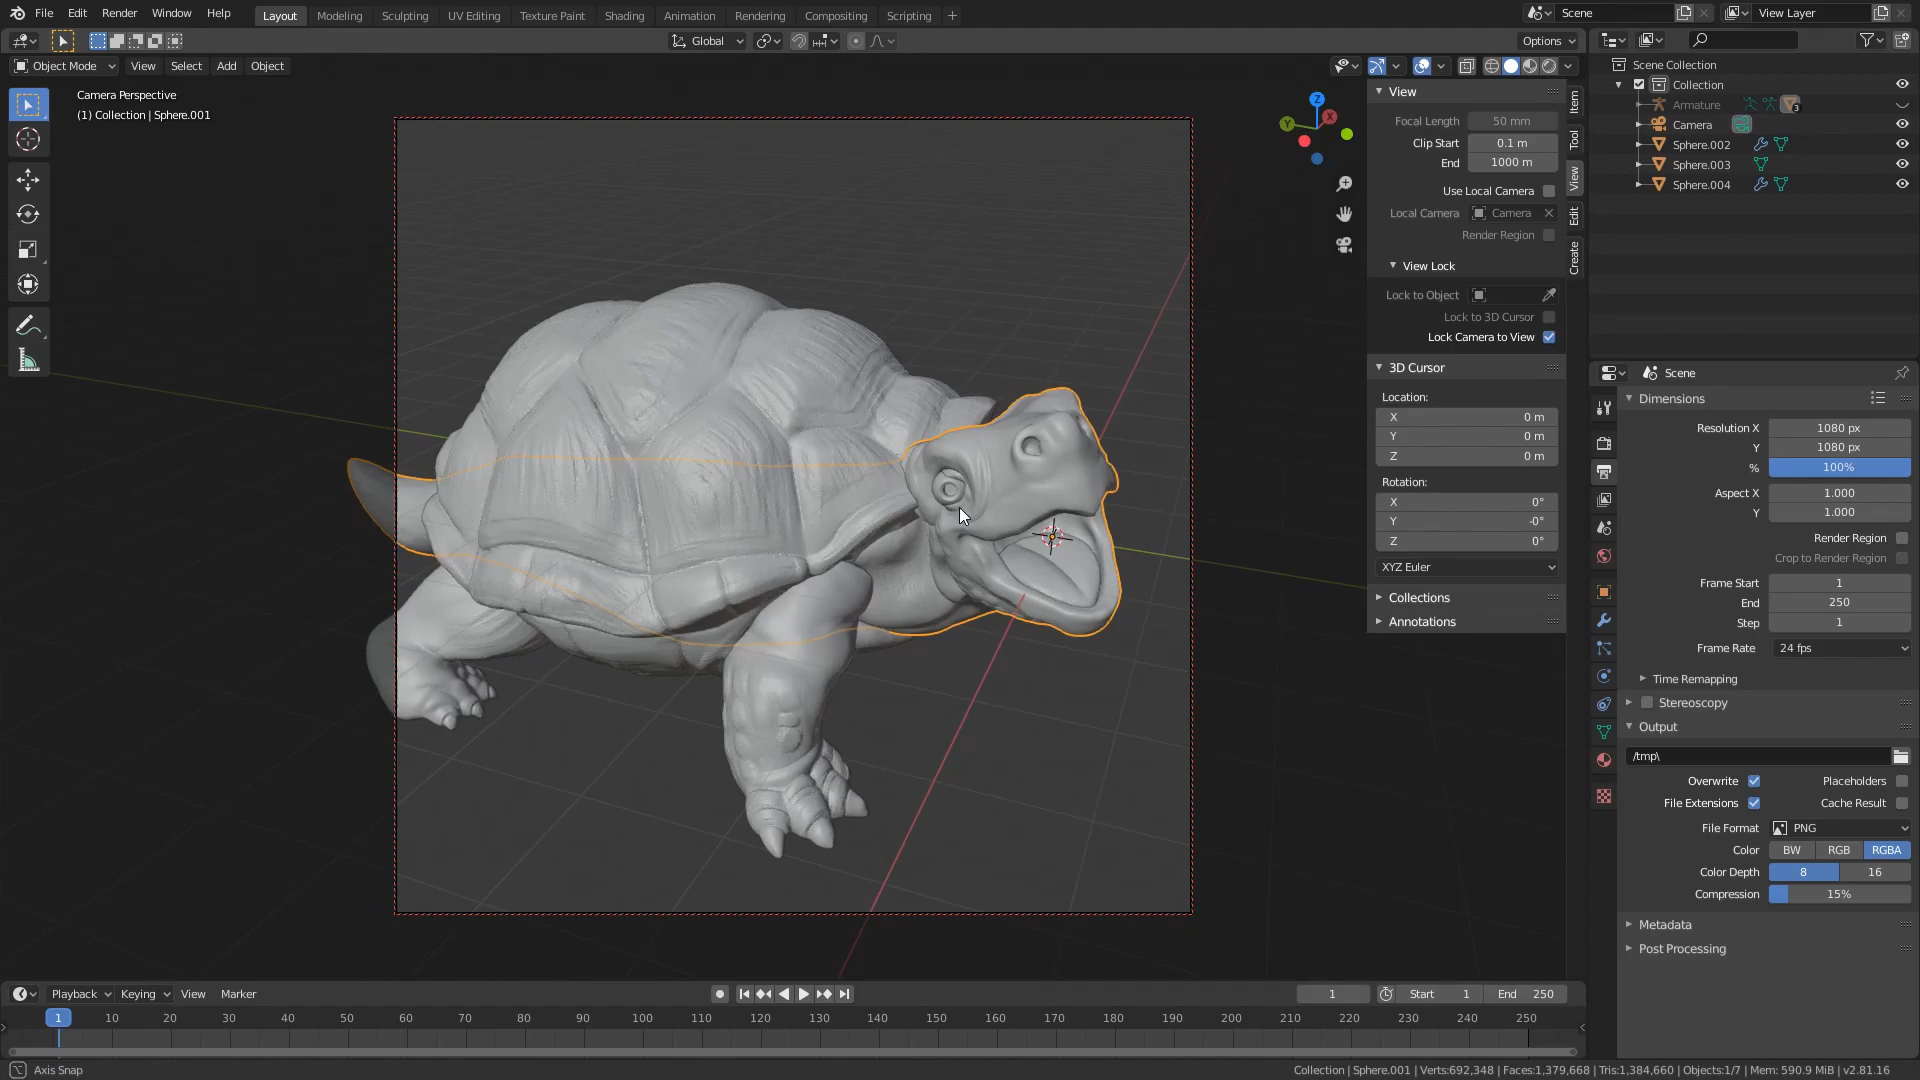 File Edit Render Window Help Layout Modeling Sculpting UV Editing Texture Paint Shading Animation Rendering Compositing Scripting + Scene View Layer
Global Options
Object Mode View Select Add Object
Camera Perspective
(1) Collection | Sphere.001
Z
X
Y
View
Focal Length 50 mm
Clip Start 0.1 m
End 1000 m
Use Local Camera
Local Camera Camera
Render Region
View Lock
Lock to Object
Lock to 3D Cursor
Lock Camera to View
3D Cursor
Location:
X 0 m
Y 0 m
Z 0 m
Rotation:
X 0°
Y -0°
Z 0°
XYZ Euler
Collections
Annotations
Item
Tool
View
Edit
Create
Scene Collection
Collection
Armature 3
Camera
Sphere.002
Sphere.003
Sphere.004
Scene
Dimensions
Resolution X 1080 px
Y 1080 px
% 100%
Aspect X 1.000
Y 1.000
Render Region
Crop to Render Region
Frame Start 1
End 250
Step 1
Frame Rate 24 fps
Time Remapping
Stereoscopy
Output
/tmp\
Overwrite Placeholders
File Extensions Cache Result
File Format PNG
Color BW RGB RGBA
Color Depth 8 16
Compression 15%
Metadata
Post Processing
Playback Keying View Marker 1 Start 1 End 250
1 10 20 30 40 50 60 70 80 90 100 110 120 130 140 150 160 170 180 190 200 210 220 230 240 250
Axis Snap Collection | Sphere.001 | Verts:692,348 | Faces:1,379,668 | Tris:1,384,660 | Objects:1/7 | Mem: 590.9 MiB | v2.81.16